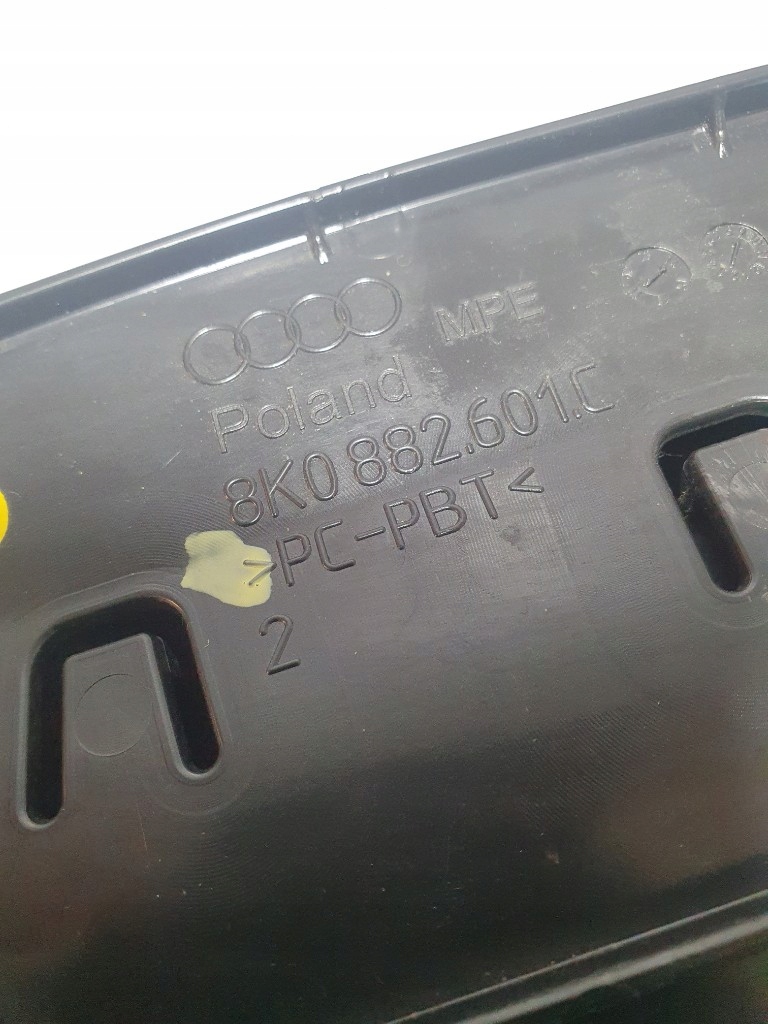 MPE
Poland
8K0 882.601.C
>PC-PBT<
2